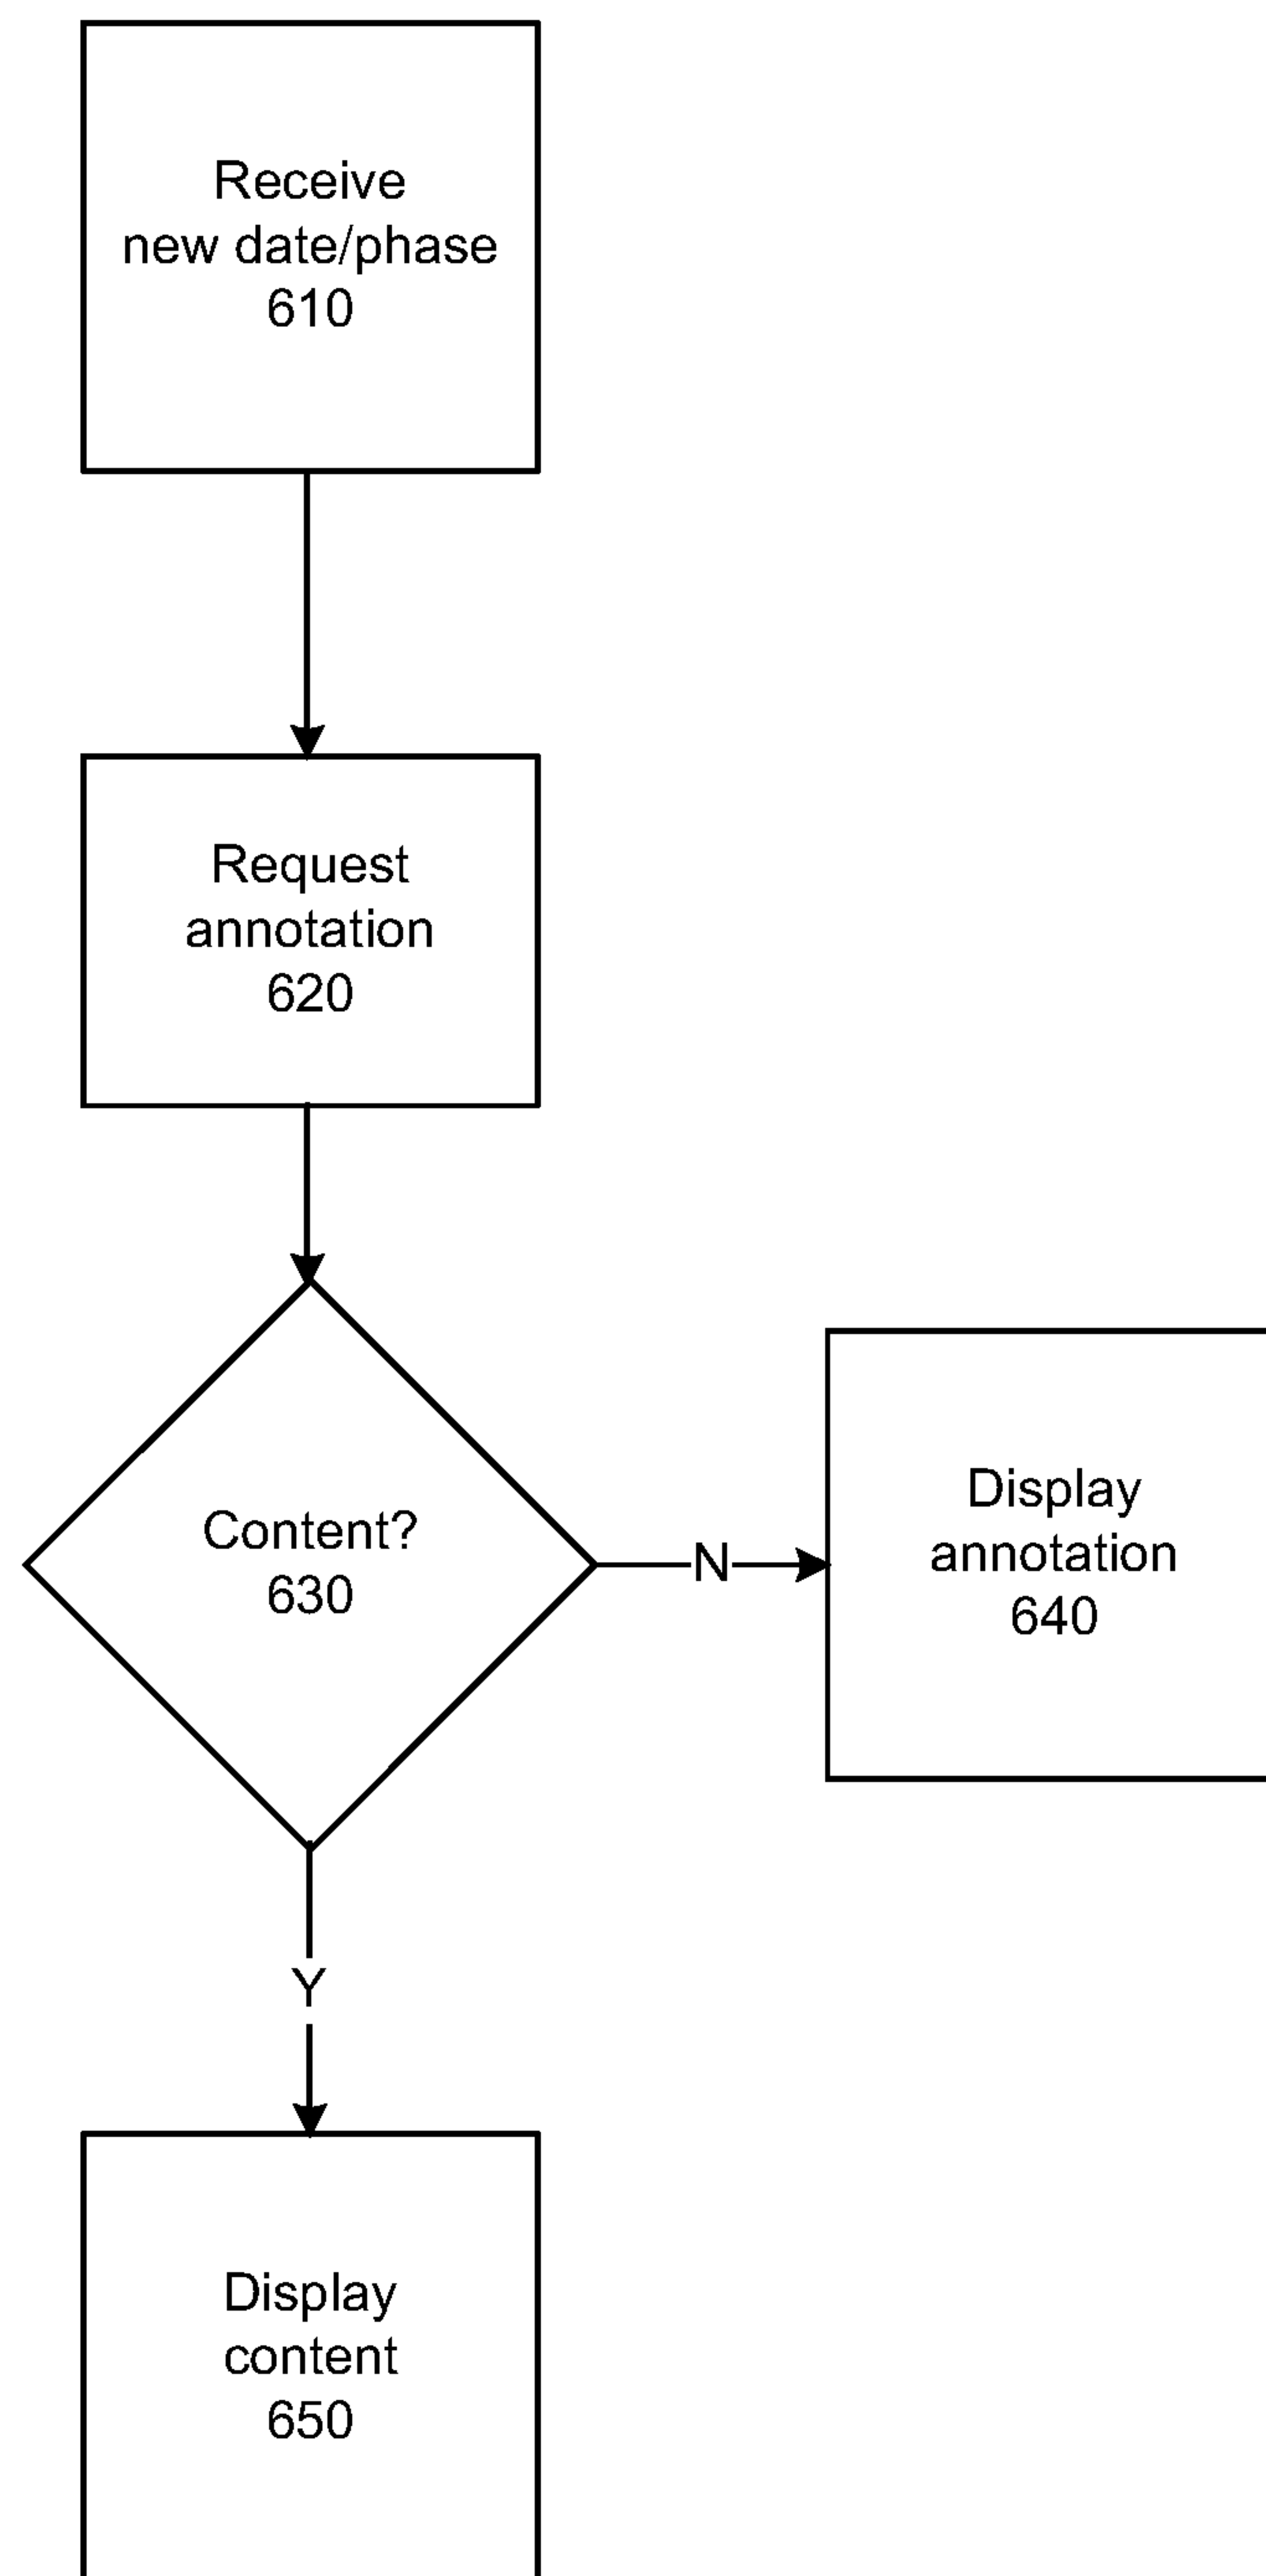 Receive
new date/phase
610
Request
annotation
620
Content?
630
N
Display
annotation
640
Y
Display
content
650